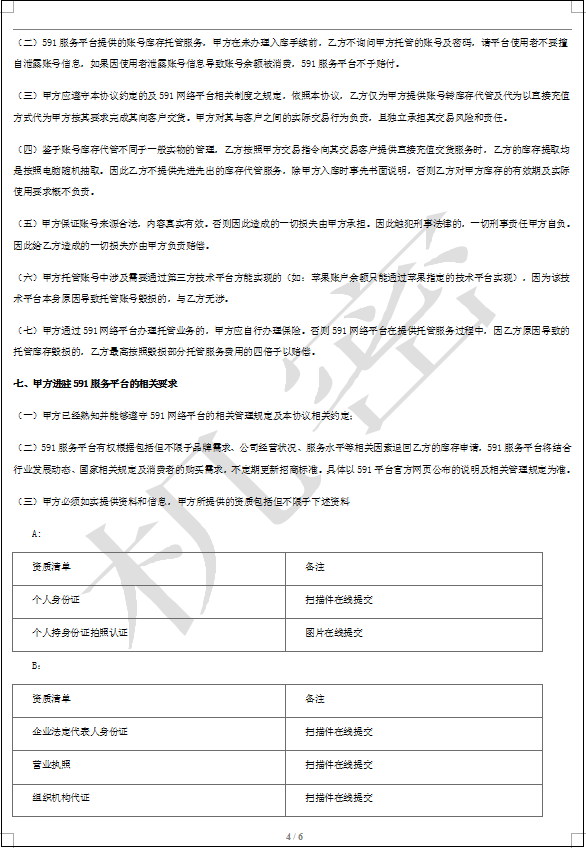 （二）591服务平台提供的账号库存托管服务，甲方在未办理入库手续前，乙方不询问甲方托管的账号及密码，请平台使用者不要擅
自泄露账号信息，如果因使用者泄露账号信息导致账号余额被消费，591服务平台不予赔付。
（三）甲方应遵守本协议约定的及591网络平台相关制度之规定，依照本协议，乙方仅为甲方提供账号转库存代管及代为以直接充值
方式代为甲方按其要求完成其向客户交货。甲方对其与客户之间的实际交易行为负责，且独立承担其交易风险和责任。
（四）鉴于账号库存代管不同于一般实物的管理，乙方按照甲方交易指令向其交易客户提供直接充值交货服务时，乙方的库存提取均
是按照电脑随机抽取。因此乙方不提供先进先出的库存代管服务，除甲方入库时事先书面说明，否则乙方对甲方库存的有效期及实际
使用要求概不负责。
（五）甲方保证账号来源合法，内容真实有效。否则因此造成的一切损失由甲方承担。因此触犯刑事法律的，一切刑事责任甲方自负。
因此给乙方造成的一切损失亦由甲方负责赔偿。
（六）甲方托管账号中涉及需要通过第三方技术平台方能实现的（如：苹果账户余额只能通过苹果指定的技术平台实现），因为该技
术平台本身原因导致托管账号毁损的，与乙方无涉。
（七）甲方通过591网络平台办理托管业务的，甲方应自行办理保险。否则591网络平台在提供托管服务过程中，因乙方原因导致的
托管库存毁损的，乙方最高按照毁损部分托管服务费用的四倍予以赔偿。
七、甲方进驻591服务平台的相关要求
（一）甲方已经熟知并能够遵守591网络平台的相关管理规定及本协议相关约定；
（二）591服务平台有权根据包括但不限于品牌需求、公司经营状况、服务水平等相关因素退回乙方的库存申请，591服务平台将结合
行业发展动态、国家相关规定及消费者的购买需求，不定期更新招商标准。具体以591平台官方网页公布的说明及相关管理规定为准。
（三）甲方必须如实提供资料和信息，甲方所提供的资质包括但不限于下述资料
A:
资质清单 备注
个人身份证 扫描件在线提交
个人持身份证拍照认证 图片在线提交
B:
资质清单 备注
企业法定代表人身份证 扫描件在线提交
营业执照 扫描件在线提交
组织机构代证 扫描件在线提交
4 / 6
机密